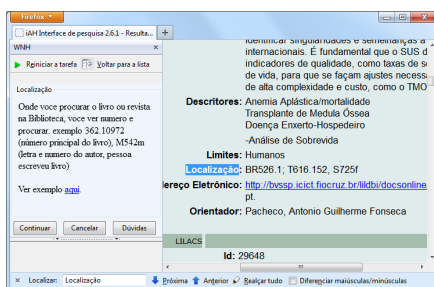 Firefox
iAH Interface de pesquisa 2.6.1 - Resulta...
WNH
Reiniciar a tarefa Voltar para a lista
Localização
Onde voce procurar o livro ou revista
na Biblioteca, voce ver numero e
procurar. exemplo 362.10972
(número principal do livro), M542m
(letra e numero do autor, pessoa
escreveu livro)
Ver exemplo aqui.
Continuar Cancelar Dúvidas
identificar singularidades e semelhanças a
internacionais. É fundamental que o SUS d
indicadores de qualidade, como taxas de s
de vida, para que se façam ajustes necess
de alta complexidade e custo, como o TMO
Descritores: Anemia Aplástica/mortalidade
Transplante de Medula Óssea
Doença Enxerto-Hospedeiro
-Análise de Sobrevida
Limites: Humanos
Localização: BR526.1; T616.152, S725f
ereço Eletrônico: http://bvssp.icict.fiocruz.br/lildbi/docsonline
pt.
Orientador: Pacheco, Antonio Guilherme Fonseca
LILACS
Id: 29648
Localizar: Localização Próxima Anterior Realçar tudo Diferenciar maiúsculas/minúsculas